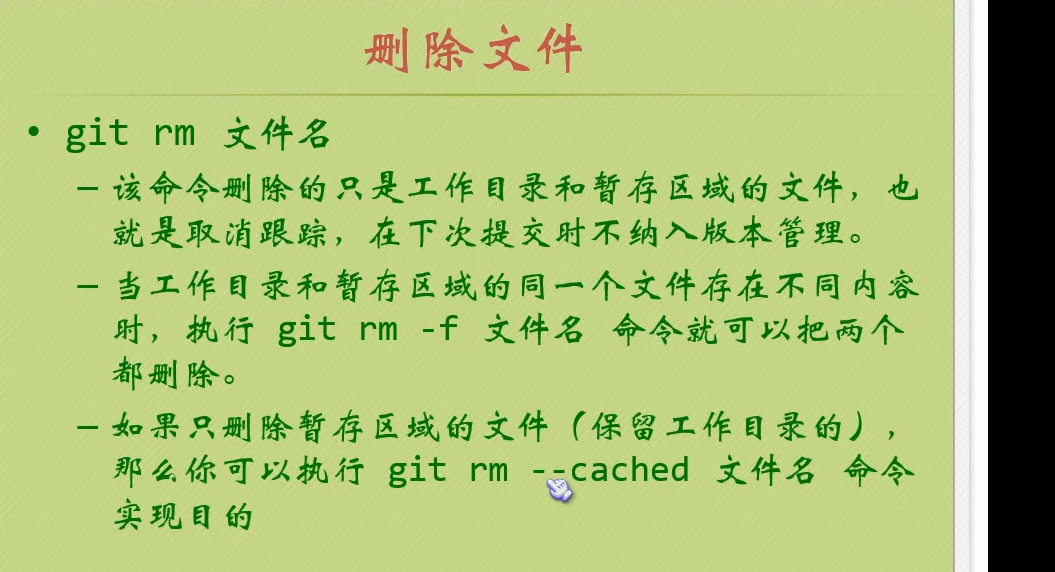 删除文件
• git rm 文件名
– 该命令删除的只是工作目录和暂存区域的文件，也
就是取消跟踪，在下次提交时不纳入版本管理。
– 当工作目录和暂存区域的同一个文件存在不同内容
时，执行 git rm -f 文件名 命令就可以把两个
都删除。
– 如果只删除暂存区域的文件（保留工作目录的），
那么你可以执行 git rm --cached 文件名 命令
实现目的